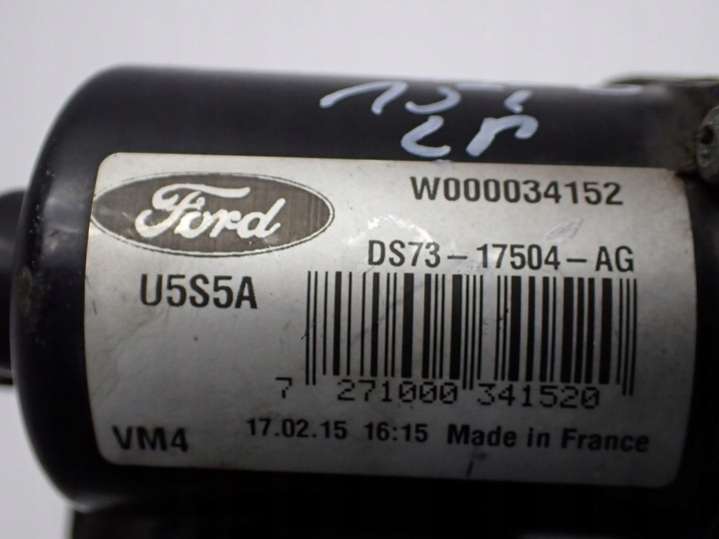 Ford
W000034152
DS73-17504-AG
U5S5A
7 271000 341520
VM4 17.02.15 16:15 Made in France